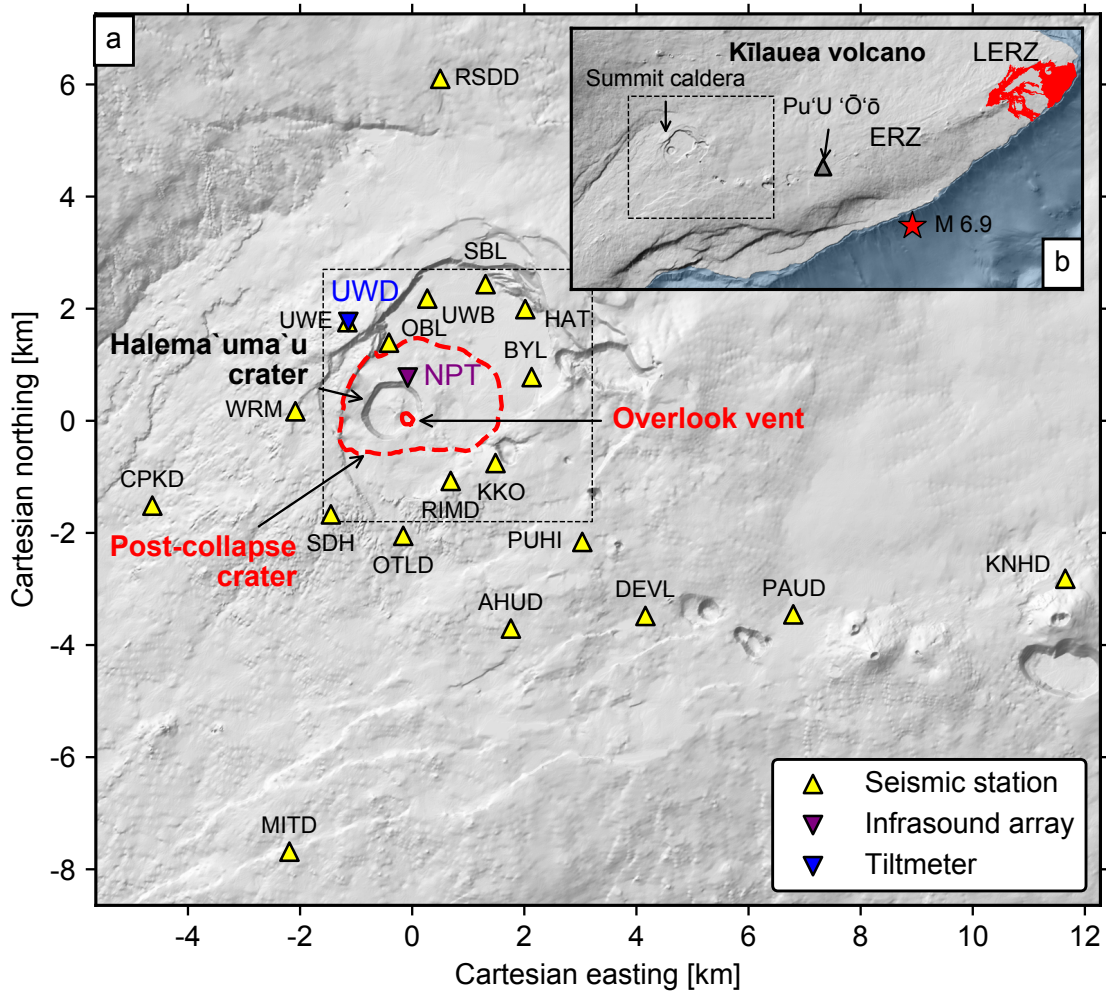 a
RSDD
SBL
UWD
UWE
UWB
OBL
HAT
Halema`uma`u
crater
BYL
NPT
WRM
Overlook vent
CPKD
KKO
RIMD
SDH
Post-collapse
crater
OTLD
PUHI
KNHD
AHUD
DEVL
PAUD
MITD
Kīlauea volcano
LERZ
Summit caldera
Pu‘U ‘Ō‘ō
ERZ
M 6.9
b
Seismic station
Infrasound array
Tiltmeter
6
4
2
0
-2
-4
-6
-8
Cartesian northing [km]
-4 -2 0 2 4 6 8 10 12
Cartesian easting [km]